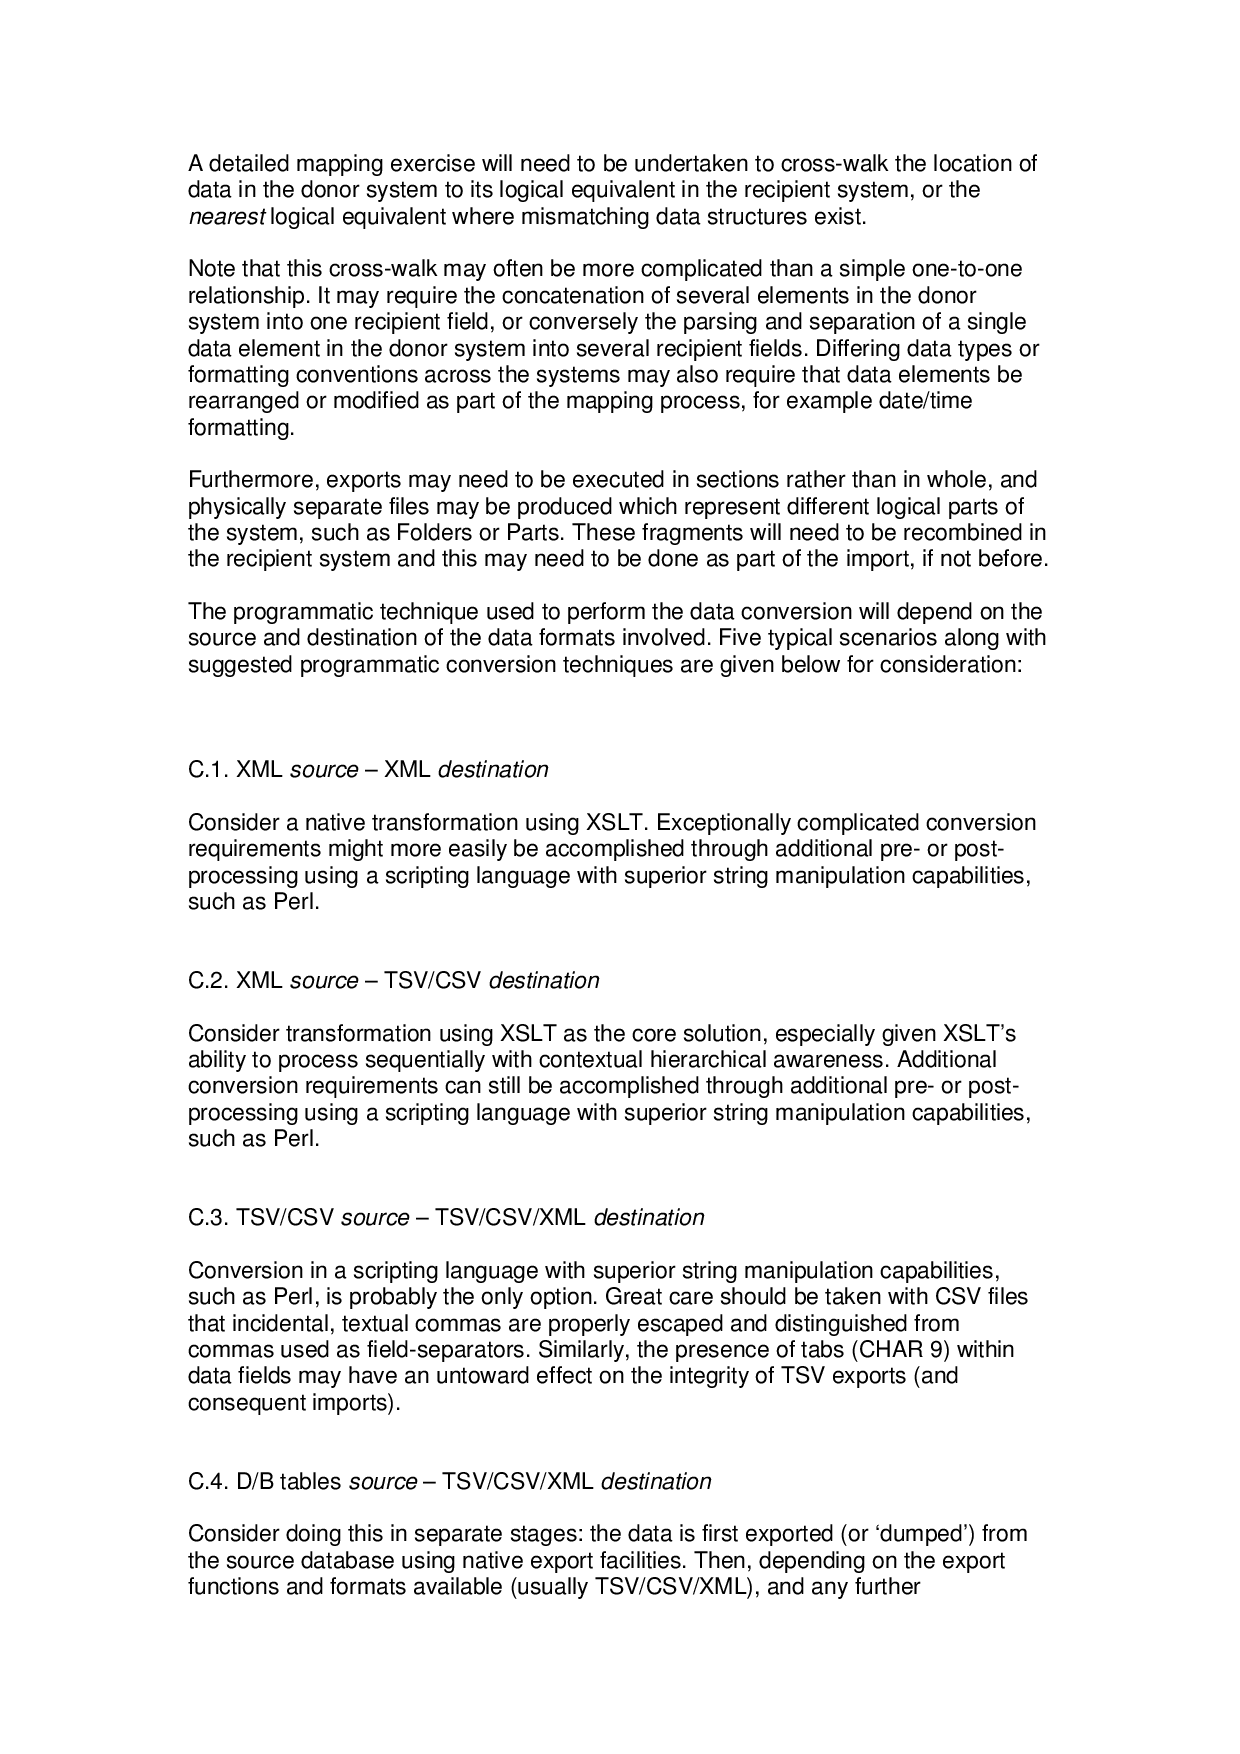 A detailed mapping exercise will need to be undertaken to cross-walk the location of
data in the donor system to its logical equivalent in the recipient system, or the
nearest logical equivalent where mismatching data structures exist.
Note that this cross-walk may often be more complicated than a simple one-to-one
relationship. It may require the concatenation of several elements in the donor
system into one recipient field, or conversely the parsing and separation of a single
data element in the donor system into several recipient fields. Differing data types or
formatting conventions across the systems may also require that data elements be
rearranged or modified as part of the mapping process, for example date/time
formatting.
Furthermore, exports may need to be executed in sections rather than in whole, and
physically separate files may be produced which represent different logical parts of
the system, such as Folders or Parts. These fragments will need to be recombined in
the recipient system and this may need to be done as part of the import, if not before.
The programmatic technique used to perform the data conversion will depend on the
source and destination of the data formats involved. Five typical scenarios along with
suggested programmatic conversion techniques are given below for consideration:
C.1. XML source – XML destination
Consider a native transformation using XSLT. Exceptionally complicated conversion
requirements might more easily be accomplished through additional pre- or post-
processing using a scripting language with superior string manipulation capabilities,
such as Perl.
C.2. XML source – TSV/CSV destination
Consider transformation using XSLT as the core solution, especially given XSLT’s
ability to process sequentially with contextual hierarchical awareness. Additional
conversion requirements can still be accomplished through additional pre- or post-
processing using a scripting language with superior string manipulation capabilities,
such as Perl.
C.3. TSV/CSV source – TSV/CSV/XML destination
Conversion in a scripting language with superior string manipulation capabilities,
such as Perl, is probably the only option. Great care should be taken with CSV files
that incidental, textual commas are properly escaped and distinguished from
commas used as field-separators. Similarly, the presence of tabs (CHAR 9) within
data fields may have an untoward effect on the integrity of TSV exports (and
consequent imports).
C.4. D/B tables source – TSV/CSV/XML destination
Consider doing this in separate stages: the data is first exported (or ‘dumped’) from
the source database using native export facilities. Then, depending on the export
functions and formats available (usually TSV/CSV/XML), and any further